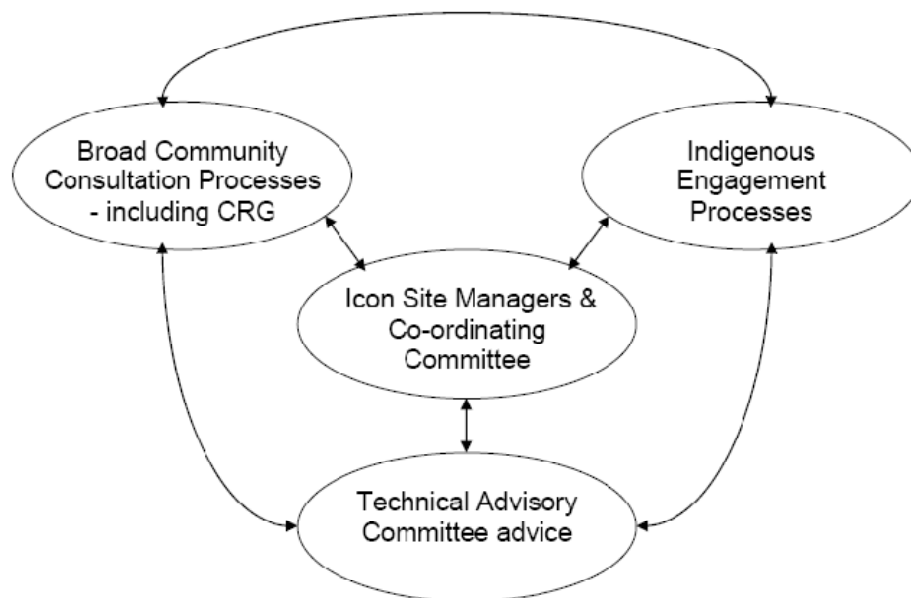 Broad Community
Consultation Processes
- including CRG
Indigenous
Engagement
Processes
Icon Site Managers &
Co-ordinating
Committee
Technical Advisory
Committee advice